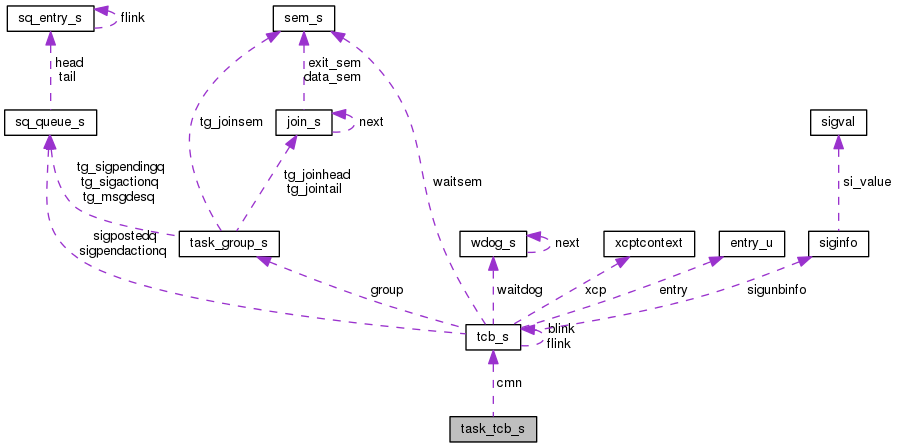 sq_entry_s
flink
sem_s
head
tail
exit_sem
data_sem
sq_queue_s
tg_joinsem
join_s
next
sigval
tg_sigpendingq
tg_sigactionq
tg_msgdesq
tg_joinhead
tg_jointail
waitsem
si_value
sigpostedq
sigpendactionq
task_group_s
wdog_s
next
xcptcontext
entry_u
siginfo
group
waitdog
xcp
entry
sigunbinfo
tcb_s
blink
flink
cmn
task_tcb_s